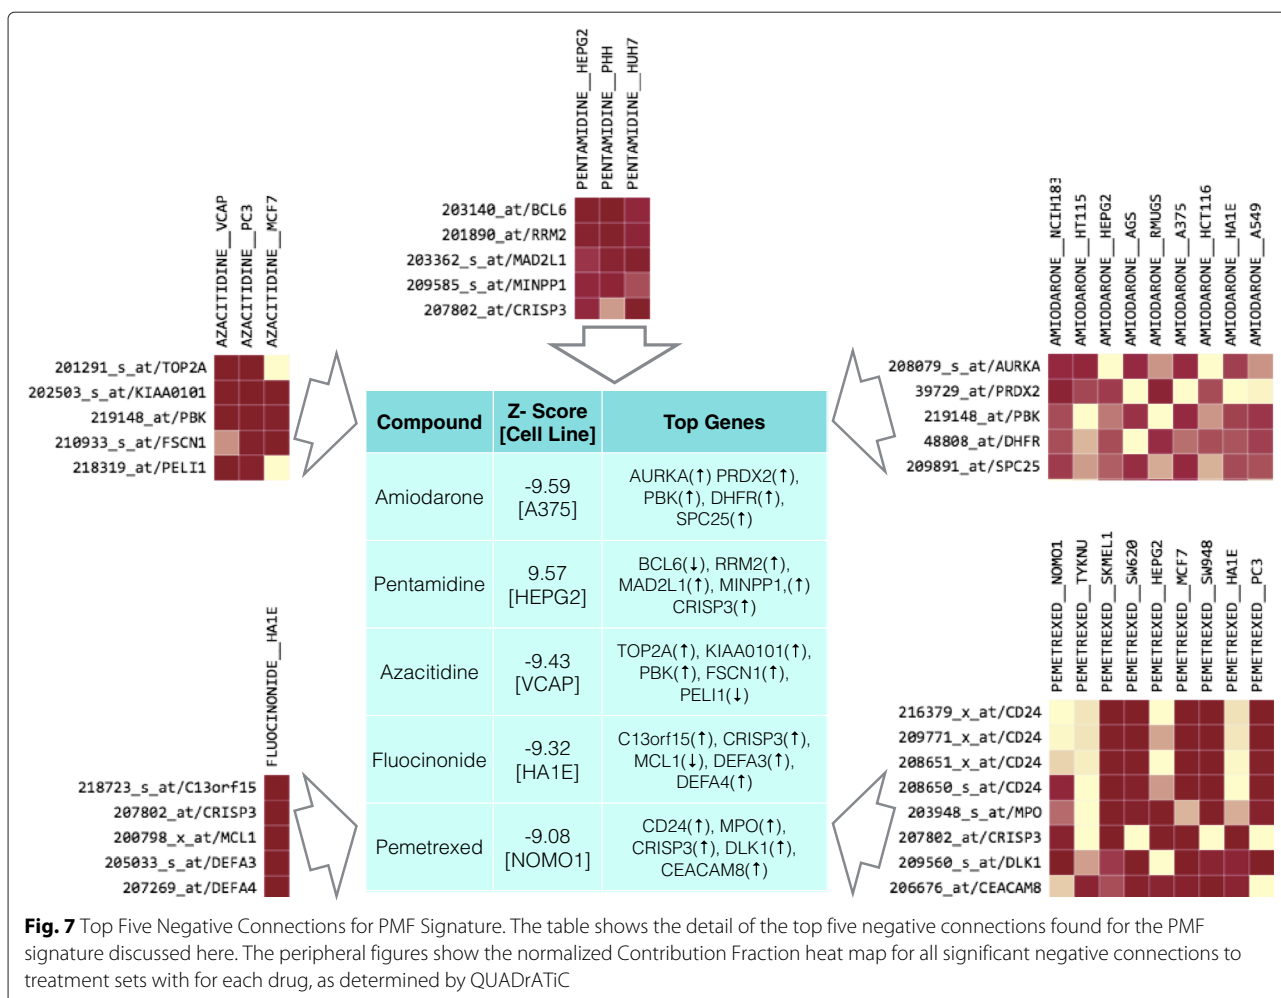 PENTAMIDINE__HEPG2
PENTAMIDINE__PHH
PENTAMIDINE__HUH7
203140_at/BCL6
201890_at/RRM2
203362_s_at/MAD2L1
209585_s_at/MINPP1
207802_at/CRISP3
AZACITIDINE__VCAP
AZACITIDINE__PC3
AZACITIDINE__MCF7
201291_s_at/TOP2A
202503_s_at/KIAA0101
219148_at/PBK
210933_s_at/FSCN1
218319_at/PELI1
AMIODARONE__NCIH183
AMIODARONE__HT115
AMIODARONE__HEPG2
AMIODARONE__AGS
AMIODARONE__RMUGS
AMIODARONE__A375
AMIODARONE__HCT116
AMIODARONE__HA1E
AMIODARONE__A549
208079_s_at/AURKA
39729_at/PRDX2
219148_at/PBK
48808_at/DHFR
209891_at/SPC25
Compound
Z- Score
[Cell Line]
Top Genes
Amiodarone
-9.59
[A375]
AURKA(↑) PRDX2(↑),
PBK(↑), DHFR(↑),
SPC25(↑)
Pentamidine
9.57
[HEPG2]
BCL6(↓), RRM2(↑),
MAD2L1(↑), MINPP1,(↑)
CRISP3(↑)
Azacitidine
-9.43
[VCAP]
TOP2A(↑), KIAA0101(↑),
PBK(↑), FSCN1(↑),
PELI1(↓)
Fluocinonide
-9.32
[HA1E]
C13orf15(↑), CRISP3(↑),
MCL1(↓), DEFA3(↑),
DEFA4(↑)
Pemetrexed
-9.08
[NOMO1]
CD24(↑), MPO(↑),
CRISP3(↑), DLK1(↑),
CEACAM8(↑)
FLUOCINONIDE__HA1E
218723_s_at/C13orf15
207802_at/CRISP3
200798_x_at/MCL1
205033_s_at/DEFA3
207269_at/DEFA4
PEMETREXED__NOMO1
PEMETREXED__TYKNU
PEMETREXED__SKMEL1
PEMETREXED__SW620
PEMETREXED__HEPG2
PEMETREXED__MCF7
PEMETREXED__SW948
PEMETREXED__HA1E
PEMETREXED__PC3
216379_x_at/CD24
209771_x_at/CD24
208651_x_at/CD24
208650_s_at/CD24
203948_s_at/MPO
207802_at/CRISP3
209560_s_at/DLK1
206676_at/CEACAM8
Fig. 7 Top Five Negative Connections for PMF Signature. The table shows the detail of the top five negative connections found for the PMF
signature discussed here. The peripheral figures show the normalized Contribution Fraction heat map for all significant negative connections to
treatment sets with for each drug, as determined by QUADrATiC